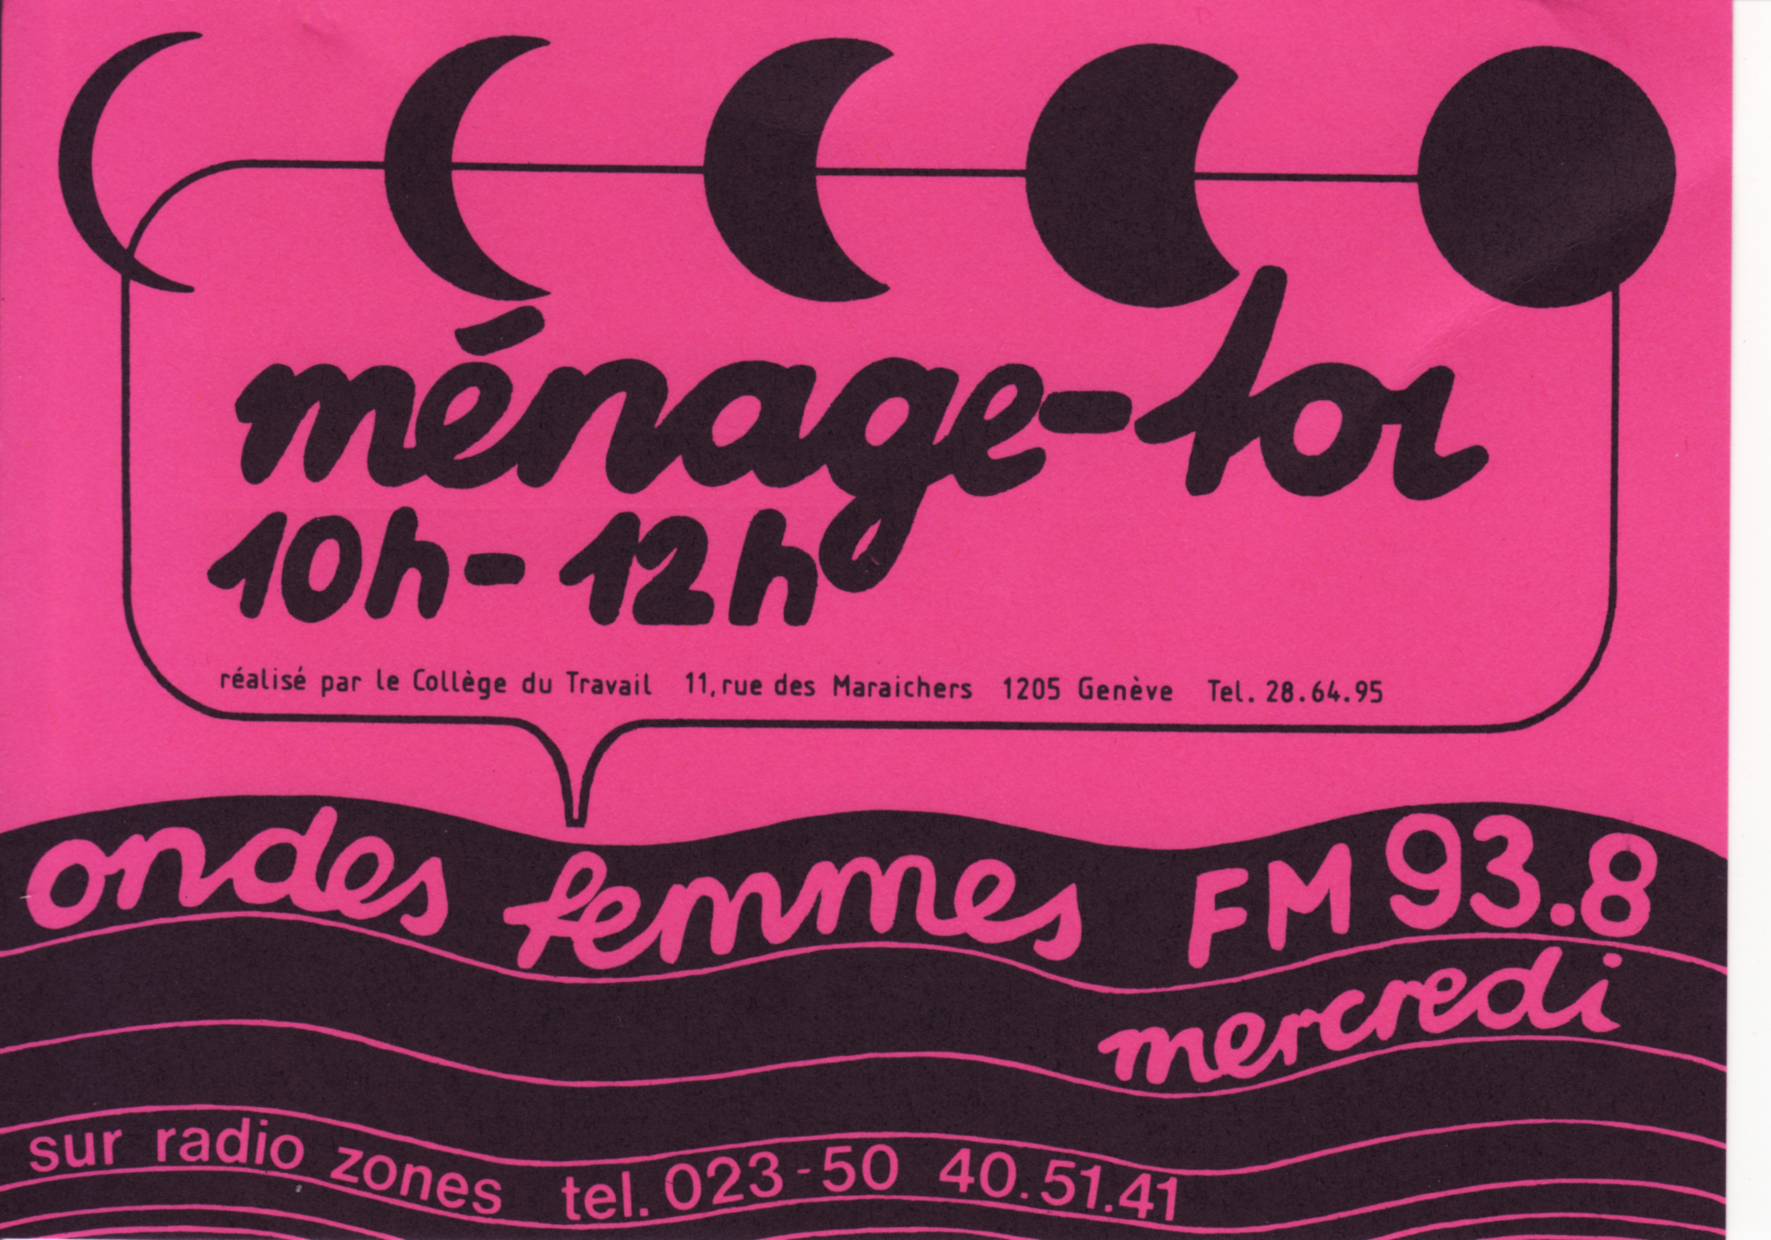 ménage-toi
10h - 12h
réalisé par le Collège du Travail 11, rue des Maraichers 1205 Genève Tel. 28.64.95
ondes femmes FM 93.8
mercredi
sur radio zones tel. 023-50 40.51.41